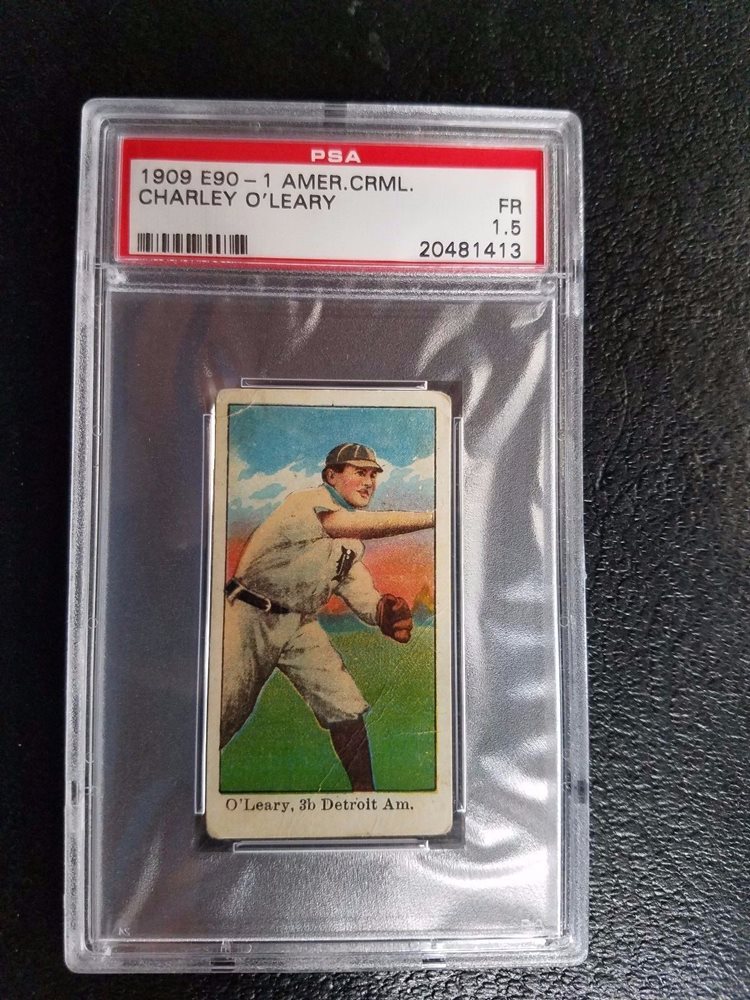 PSA
1909 E90-1 AMER.CRML.
CHARLEY O'LEARY
FR
1.5
20481413
O'Leary, 3b Detroit Am.